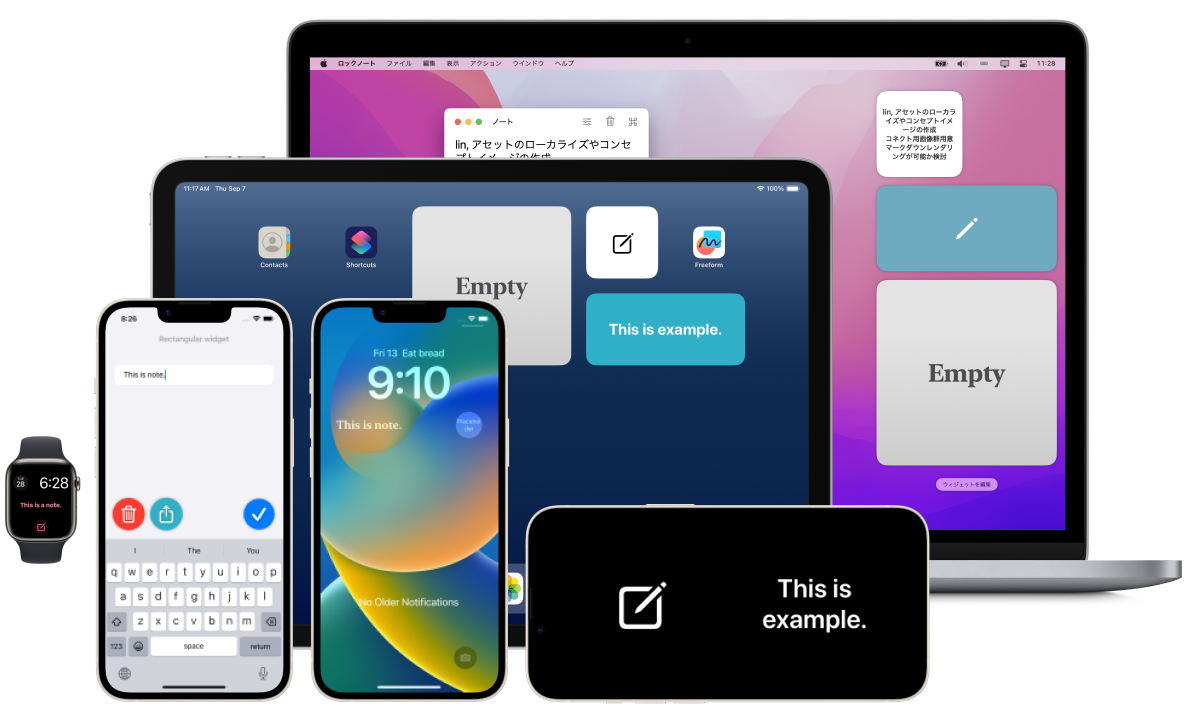 ロックノート ファイル 編集 表示 アクション ウインドウ ヘルプ
11:28
ノート
lin, アセットのローカライズやコンセ
プトイメージの作成
lin, アセットのローカラ
イズやコンセプトイメ
ージの作成
コネクト用画像群用意
マークダウンレンダリ
ングが可能か検討
Empty
ウィジェットを編集
11:17 AM Thu Sep 7
100%
Contacts
Shortcuts
Empty
Freeform
This is example.
8:26
Rectangular widget
This is note.
I The You
q w e r t y u i o p
a s d f g h j k l
z x c v b n m
123 space return
Fri 13 Eat bread
9:10
This is note.
Placehol
der
No Older Notifications
28
6:28
This is a note.
This is
example.